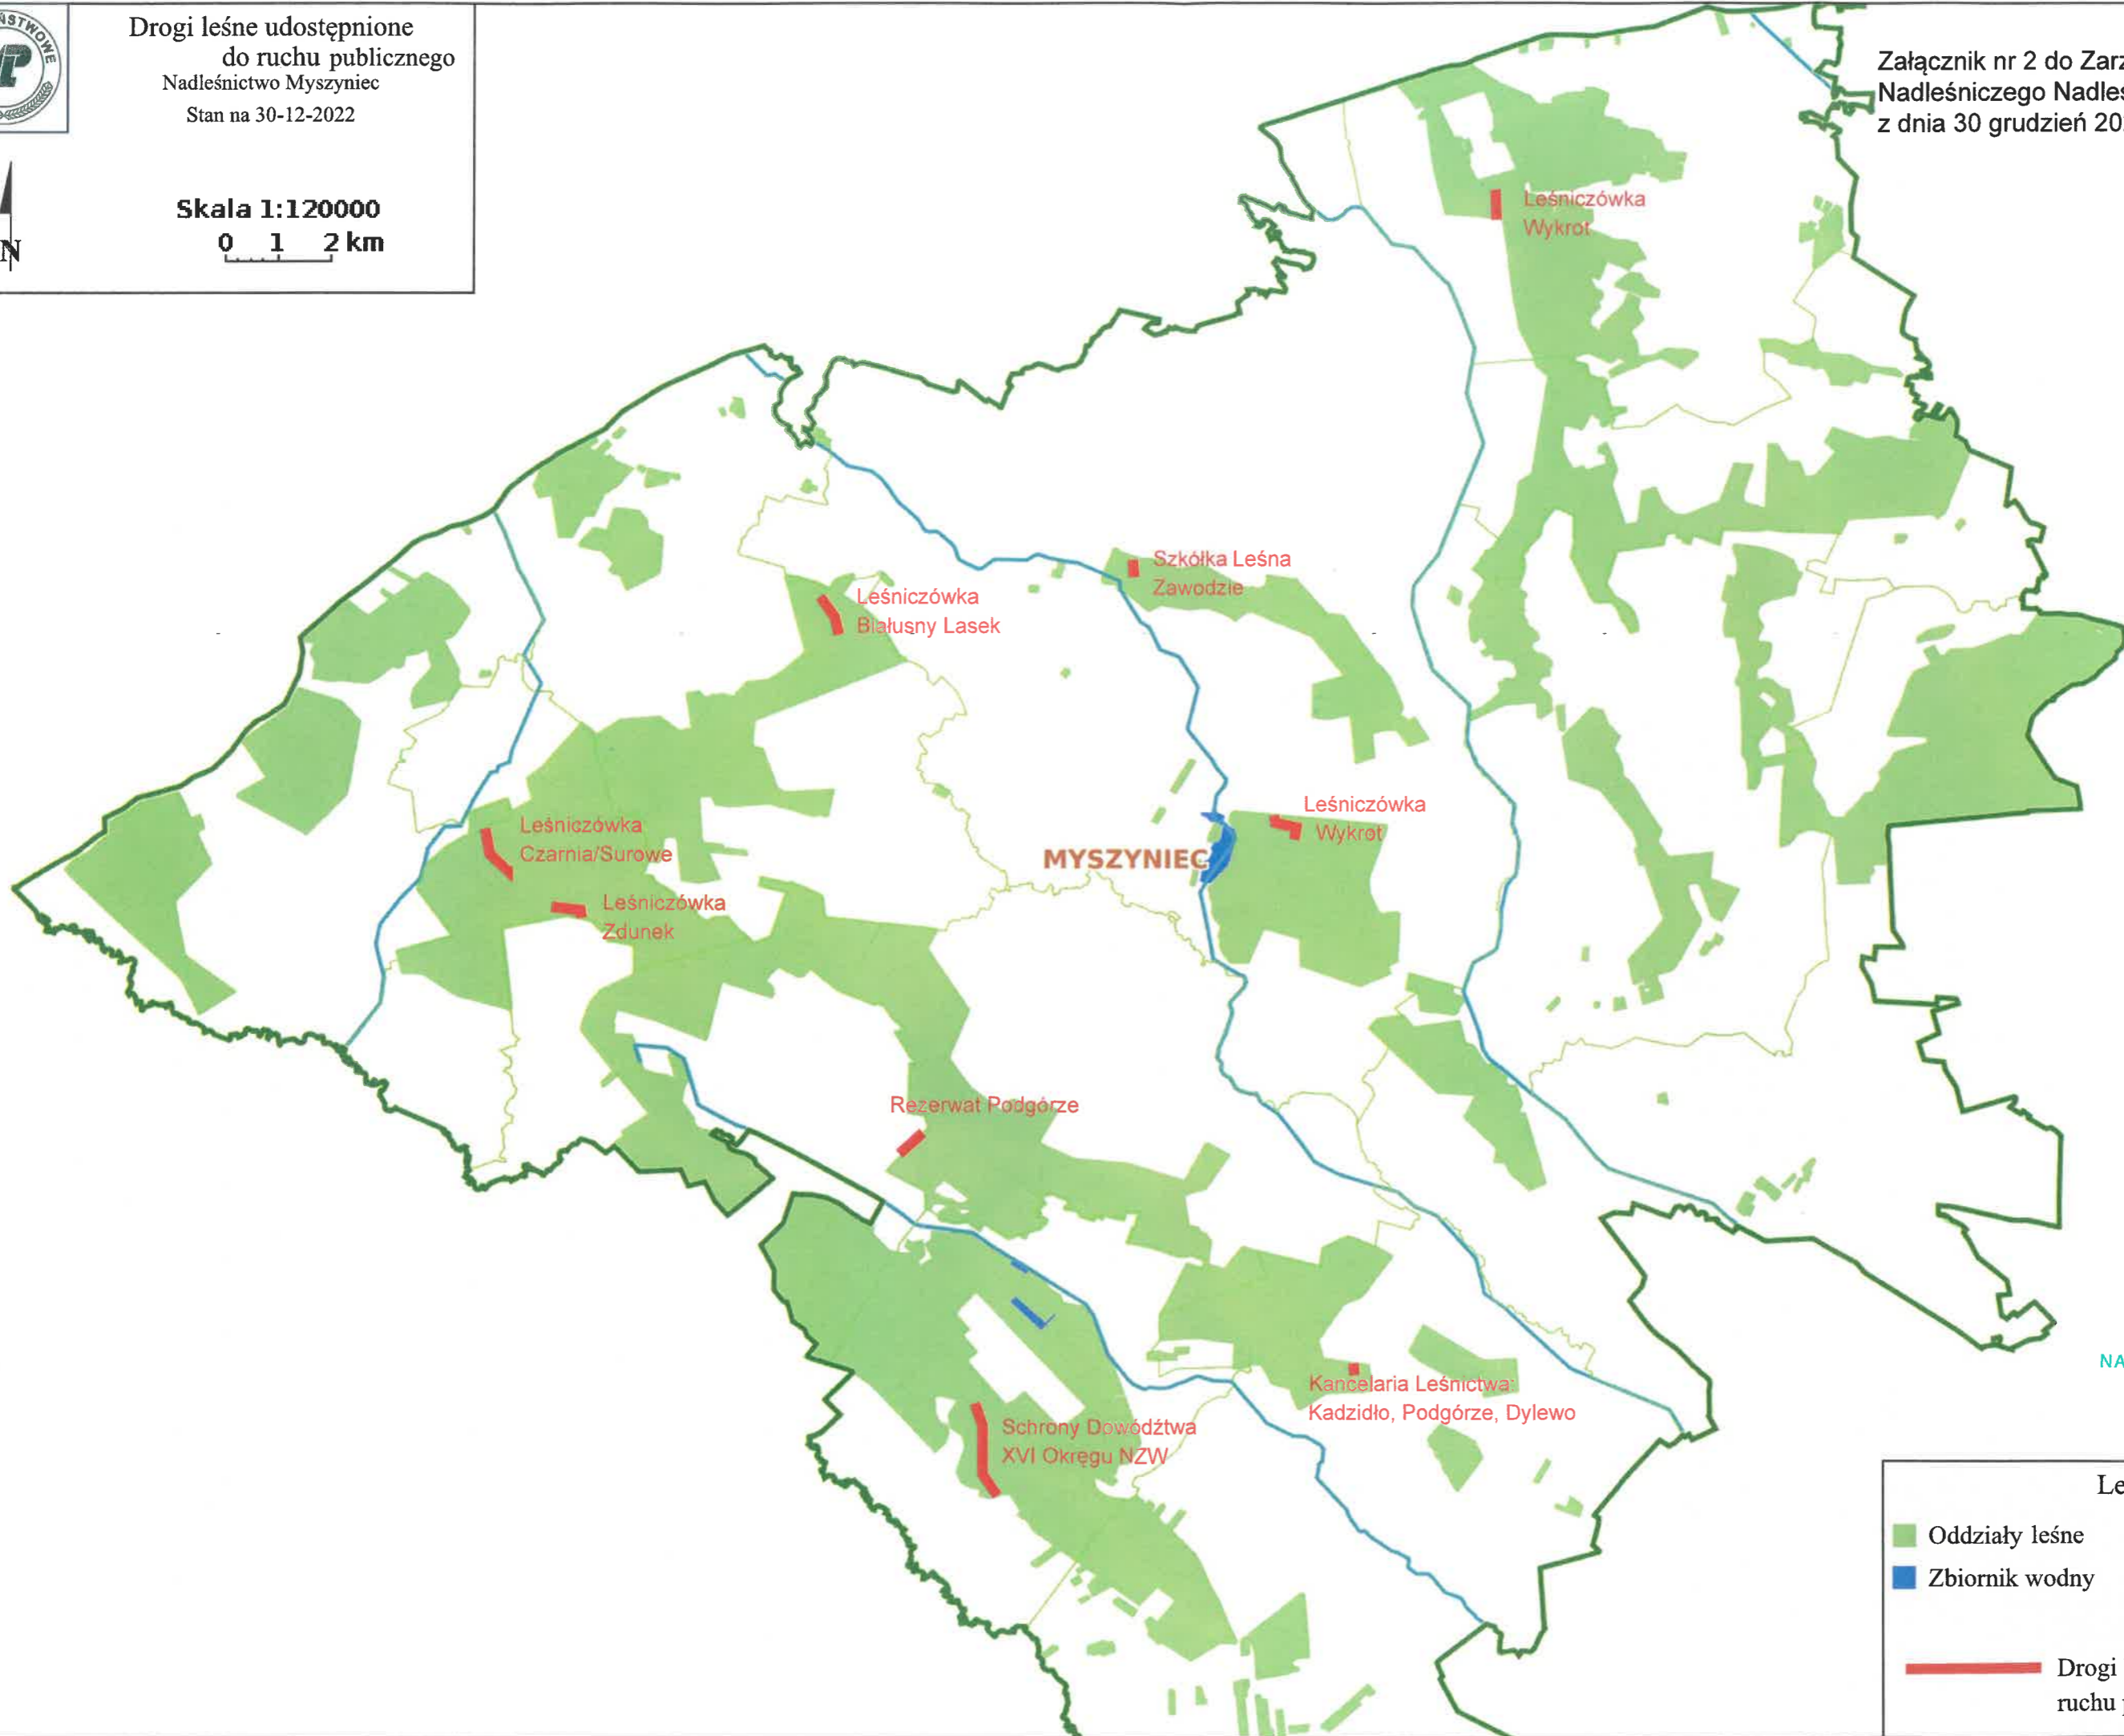 Drogi leśne udostępnione
do ruchu publicznego
Nadleśnictwo Myszyniec
Stan na 30-12-2022
Skala 1:120000
0 1 2 km
N
Załącznik nr 2 do Zarz
Nadleśniczego Nadleś
z dnia 30 grudzień 20
Leśniczówka
Wykrot
Szkółka Leśna
Zawodzie
Leśniczówka
Białusny Lasek
Leśniczówka
Wykrot
MYSZYNIEC
Leśniczówka
Czarnia/Surowe
Leśniczówka
Zdunek
Rezerwat Podgórze
Kancelaria Leśnictwa:
Kadzidło, Podgórze, Dylewo
Schrony Dowództwa
XVI Okręgu NZW
NA
Le
Oddziały leśne
Zbiornik wodny
Drogi
ruchu